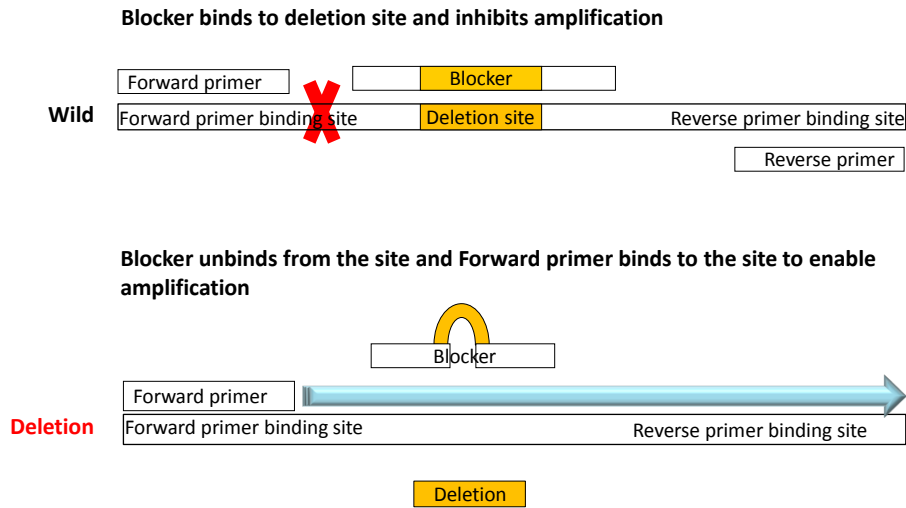 Blocker binds to deletion site and inhibits amplification
Forward primer
Blocker
Wild
Forward primer binding site
Deletion site
Reverse primer binding site
Reverse primer
Blocker unbinds from the site and Forward primer binds to the site to enable
amplification
Blocker
Forward primer
Deletion
Forward primer binding site
Reverse primer binding site
Deletion